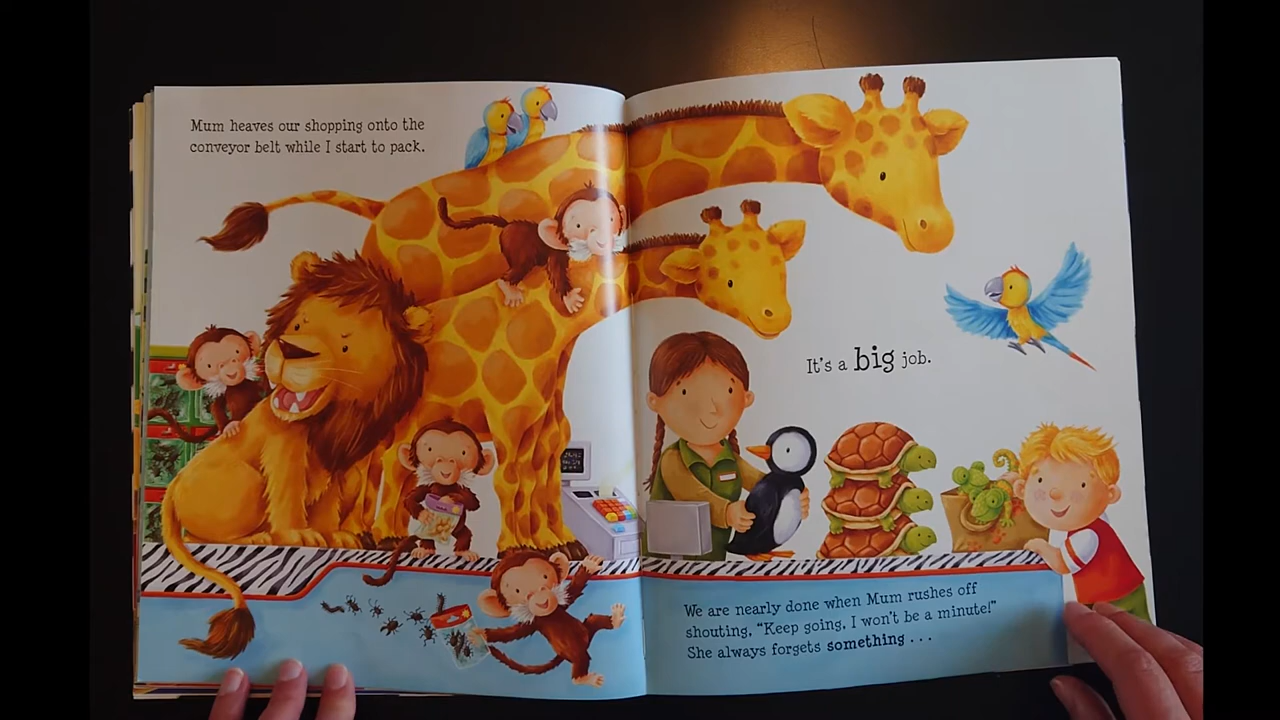 Mum heaves our shopping onto the
conveyor belt while I start to pack.
It's a big job.
We are nearly done when Mum rushes off
shouting, "Keep going, I won't be a minute!"
She always forgets something . . .